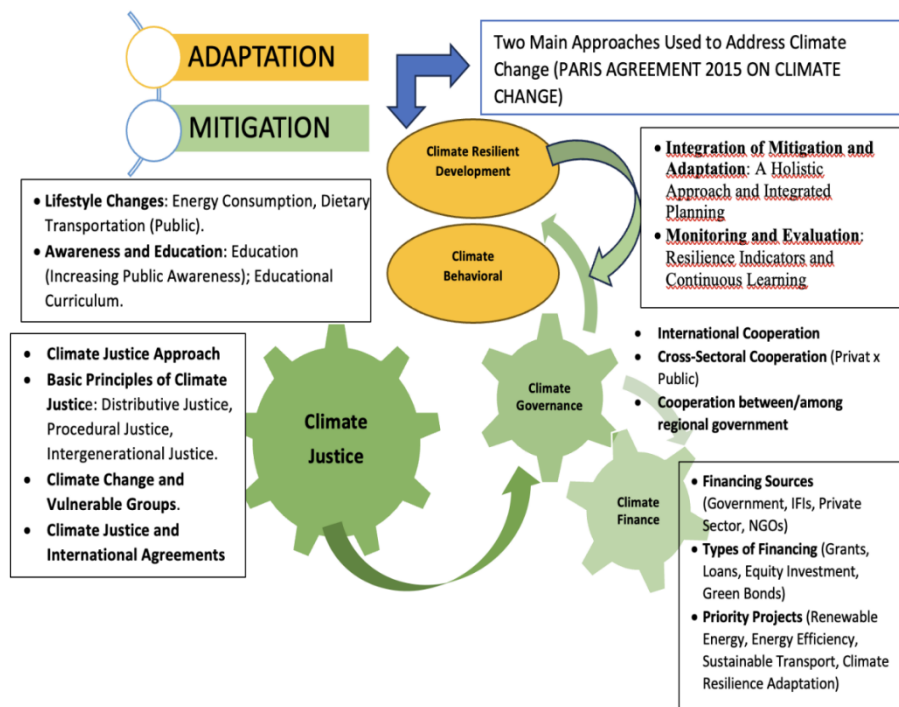 ADAPTATION
MITIGATION
Two Main Approaches Used to Address Climate
Change (PARIS AGREEMENT 2015 ON CLIMATE
CHANGE)
Climate Resilient
Development
Climate
Behavioral
• Integration of Mitigation and
Adaptation: A Holistic
Approach and Integrated
Planning
• Monitoring and Evaluation:
Resilience Indicators and
Continuous Learning
• Lifestyle Changes: Energy Consumption, Dietary
Transportation (Public).
• Awareness and Education: Education
(Increasing Public Awareness); Educational
Curriculum.
• Climate Justice Approach
• Basic Principles of Climate
Justice: Distributive Justice,
Procedural Justice,
Intergenerational Justice.
• Climate Change and
Vulnerable Groups.
• Climate Justice and
International Agreements
Climate
Justice
Climate
Governance
• International Cooperation
• Cross-Sectoral Cooperation (Privat x
Public)
• Cooperation between/among
regional government
Climate
Finance
• Financing Sources
(Government, IFIs, Private
Sector, NGOs)
• Types of Financing (Grants,
Loans, Equity Investment,
Green Bonds)
• Priority Projects (Renewable
Energy, Energy Efficiency,
Sustainable Transport, Climate
Resilience Adaptation)